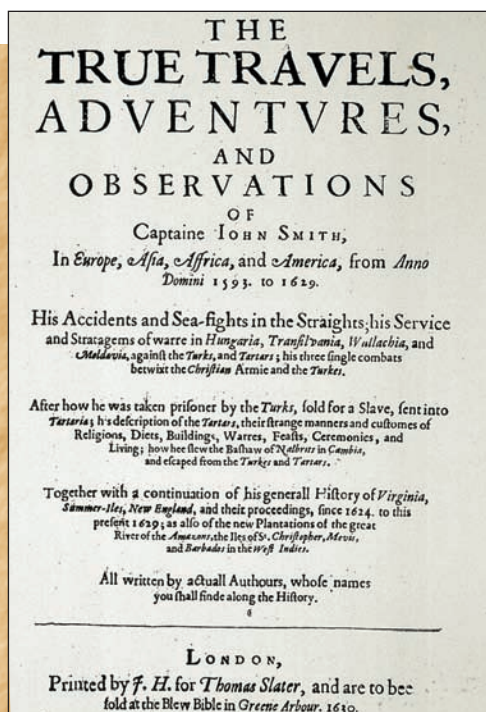 THE
TRUE TRAVELS,
ADVENTVRES,
AND
OBSERVATIONS
OF
Captaine IOHN SMITH,
In Europe, Asia, Affrica, and America, from Anno
Domini 1593. to 1629.
His Accidents and Sea-fights in the Straights; his Service
and Stratagems of warre in Hungaria, Transilvania, Wallachia, and
Moldavia, against the Turks, and Tartars; his three single combats
betwixt the Christian Armie and the Turkes.
After how he was taken prisoner by the Turks, sold for a Slave, sent into
Tartaria; his description of the Tartars, their strange manners and customes of
Religions, Diets, Buildings, Warres, Feasts, Ceremonies, and
Living; how hee slew the Bashaw of Nalbrits in Cambia,
and escaped from the Turkes and Tartars.
Together with a continuation of his generall History of Virginia,
Summer-Iles, New England, and their proceedings, since 1624. to this
present 1629; as also of the new Plantations of the great
River of the Amazons, the Iles of St. Christopher, Mevis,
and Barbados in the West Indies.
All written by actuall Authours, whose names
you shall finde along the History.
LONDON,
Printed by J. H. for Thomas Slater, and are to bee
sold at the Blew Bible in Greene Arbour. 1630.